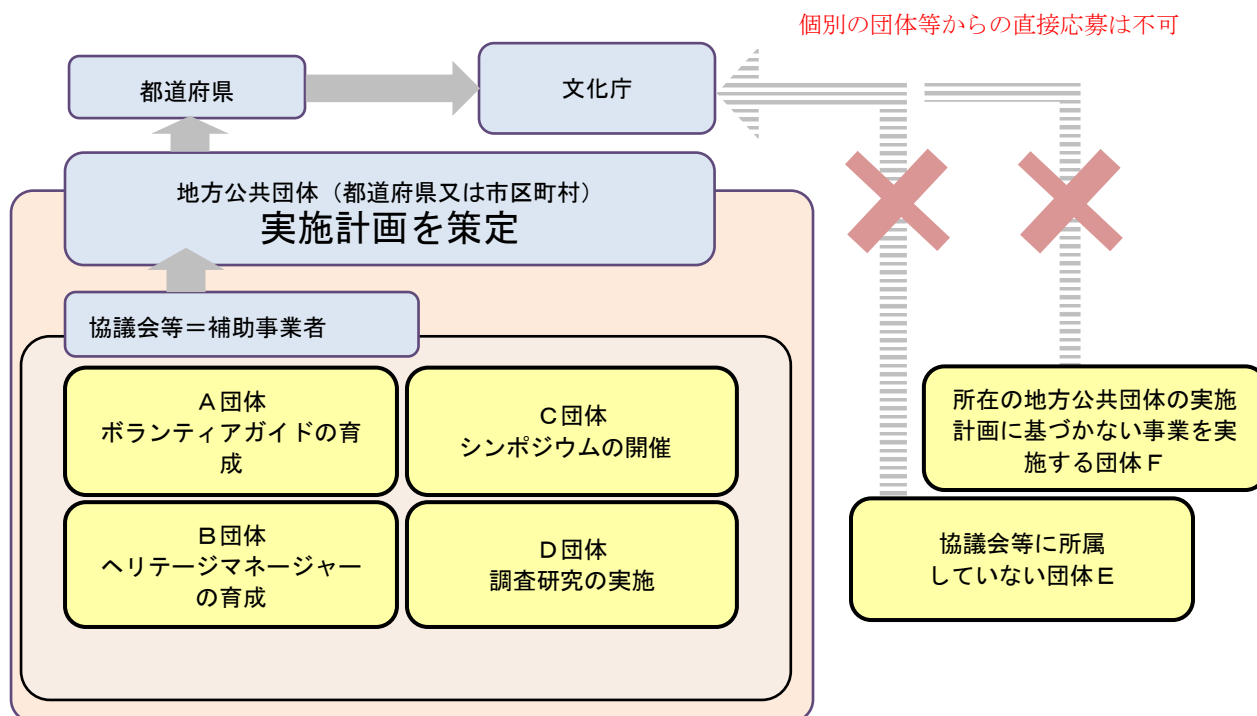 個別の団体等からの直接応募は不可
都道府県
文化庁
地方公共団体（都道府県又は市区町村）
実施計画を策定
協議会等＝補助事業者
Ａ団体
ボランティアガイドの育
成
Ｃ団体
シンポジウムの開催
Ｂ団体
ヘリテージマネージャー
の育成
Ｄ団体
調査研究の実施
所在の地方公共団体の実施
計画に基づかない事業を実
施する団体Ｆ
協議会等に所属
していない団体Ｅ